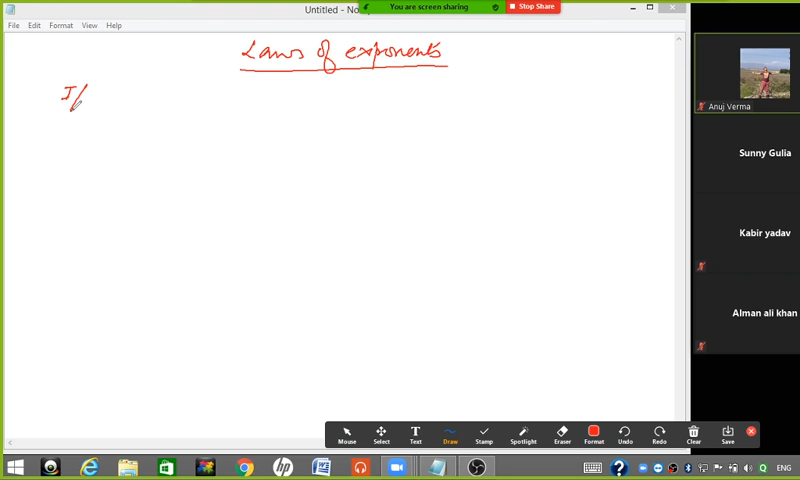 Untitled - No
You are screen sharing
Stop Share
File Edit Format View Help
Laws of exponents
If
Anuj Verma
Sunny Gulia
Kabir yadav
Alman ali khan
Mouse Select Text Draw Stamp Spotlight Eraser Format Undo Redo Clear Save
hp
ENG